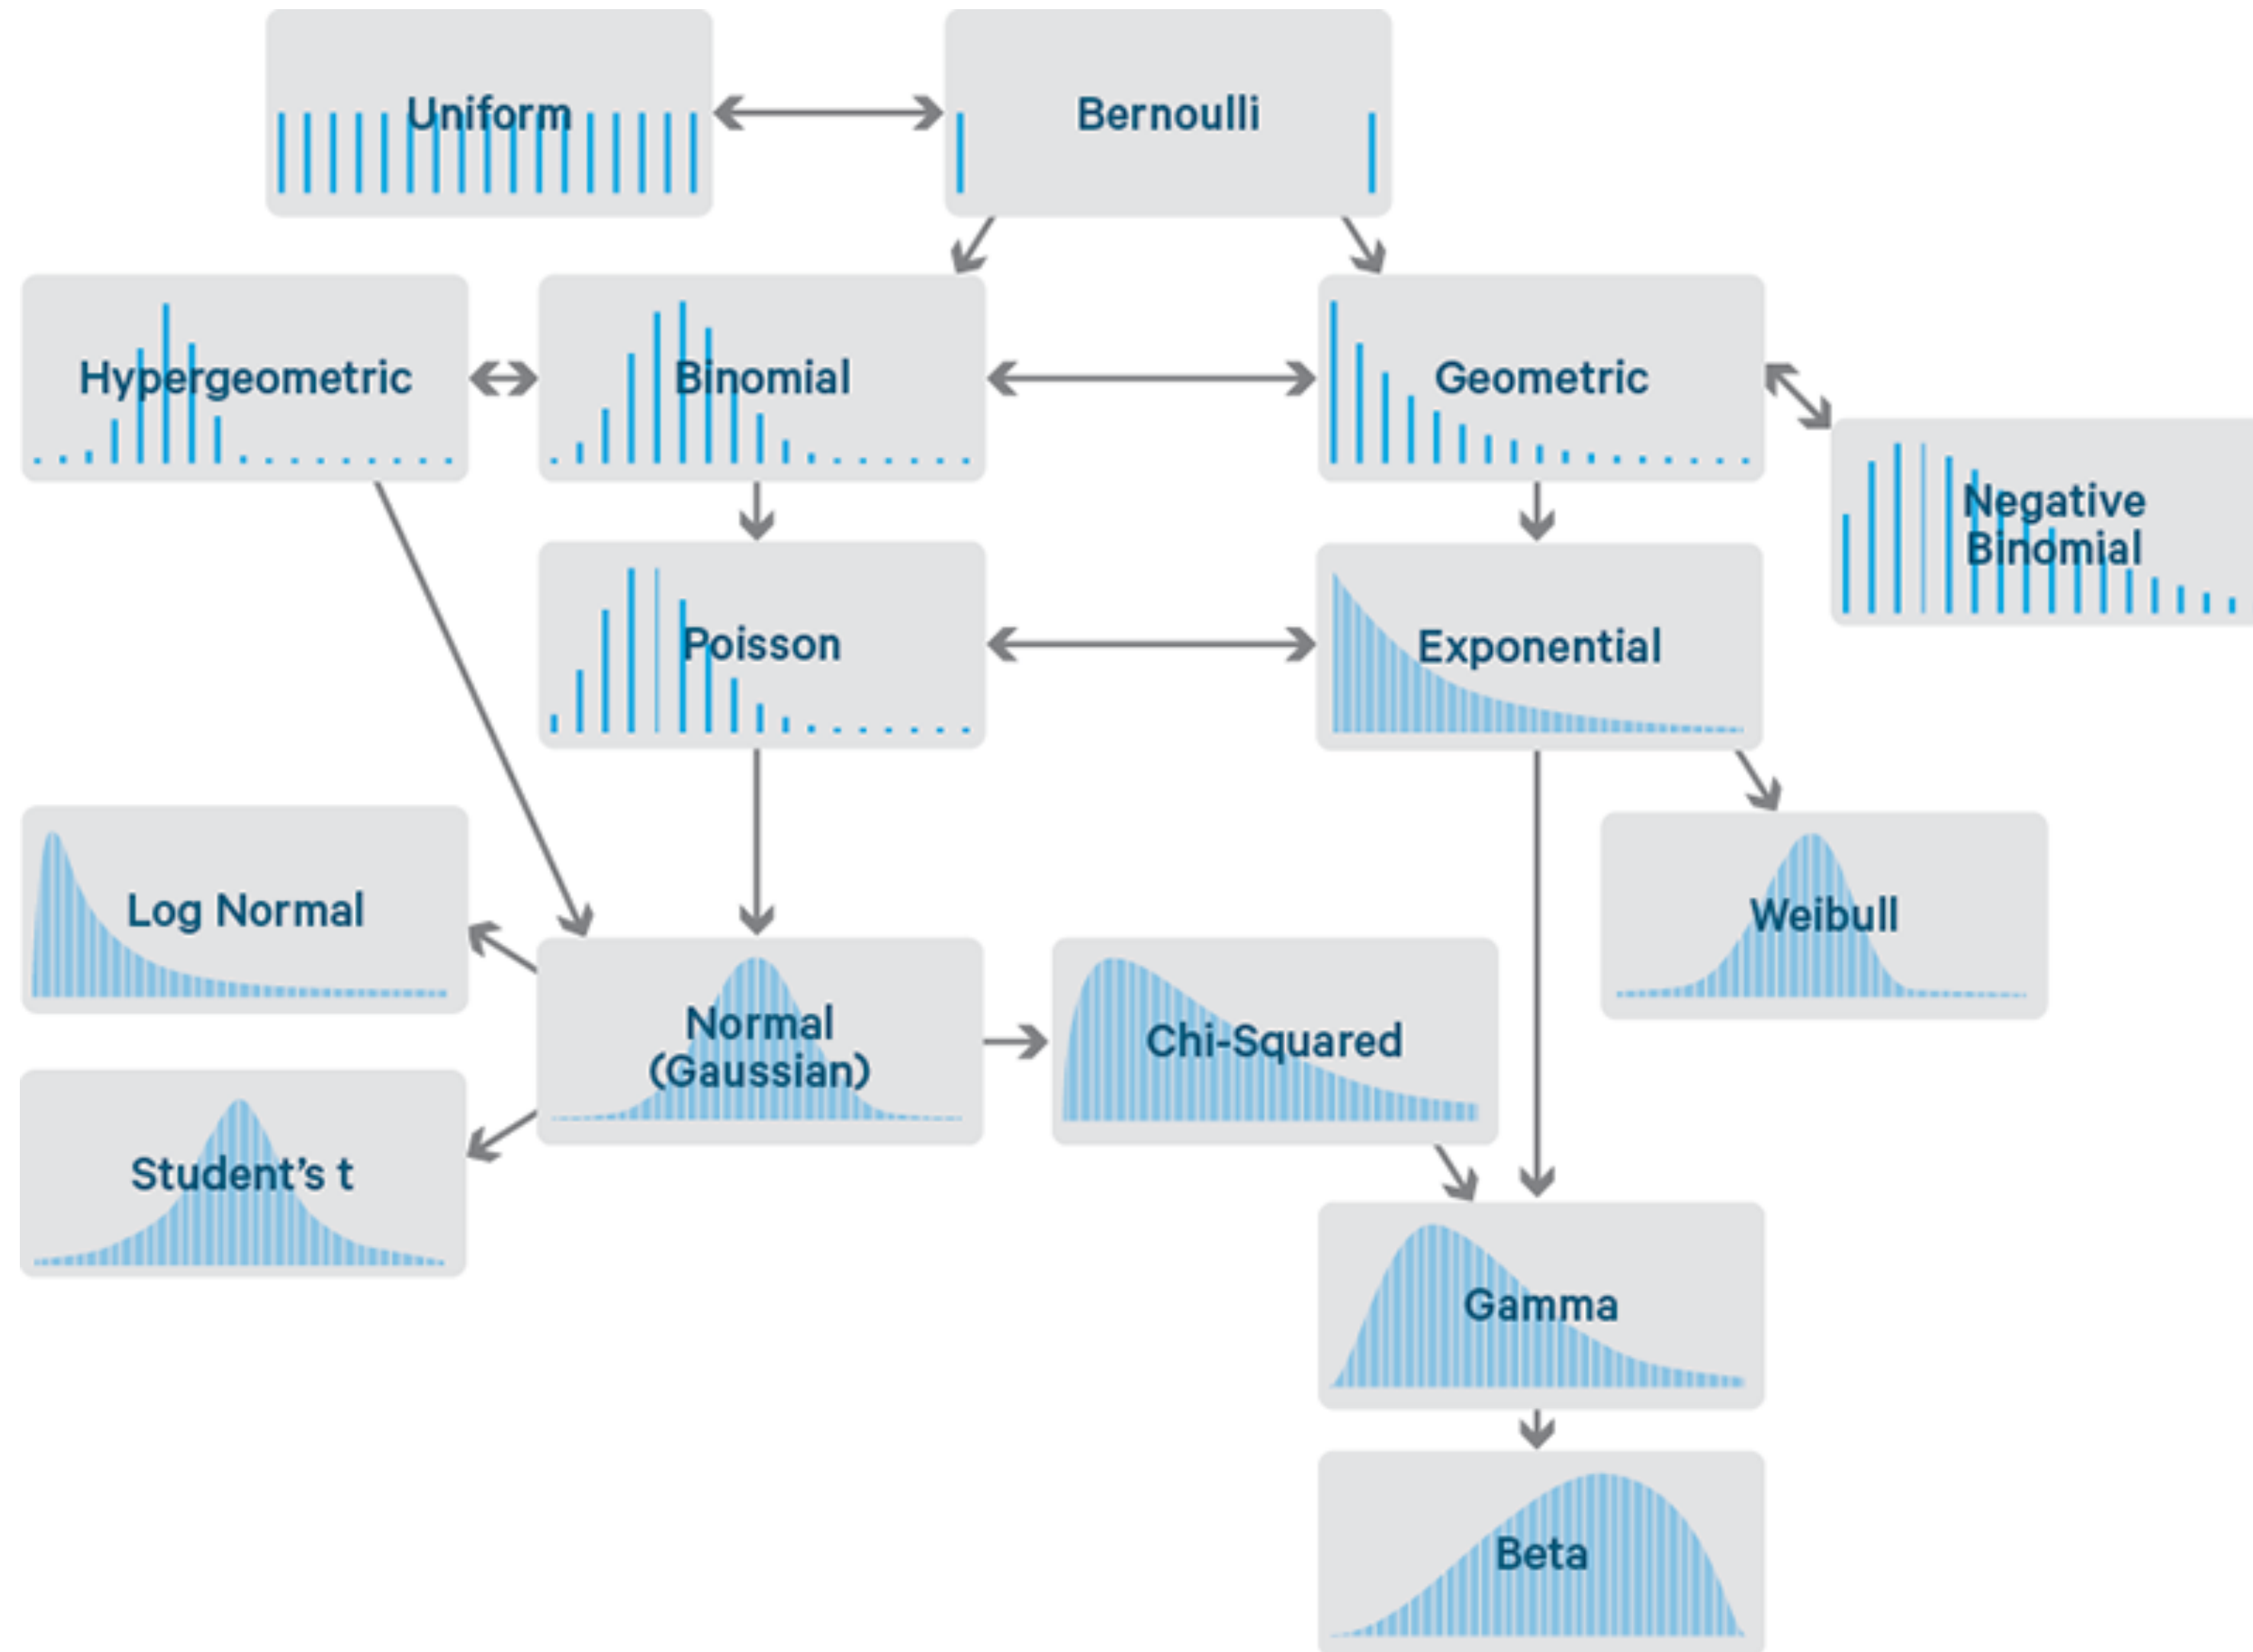 Uniform
Bernoulli
Hypergeometric
Binomial
Geometric
Negative
Binomial
Poisson
Exponential
Log Normal
Weibull
Normal
(Gaussian)
Chi-Squared
Student’s t
Gamma
Beta